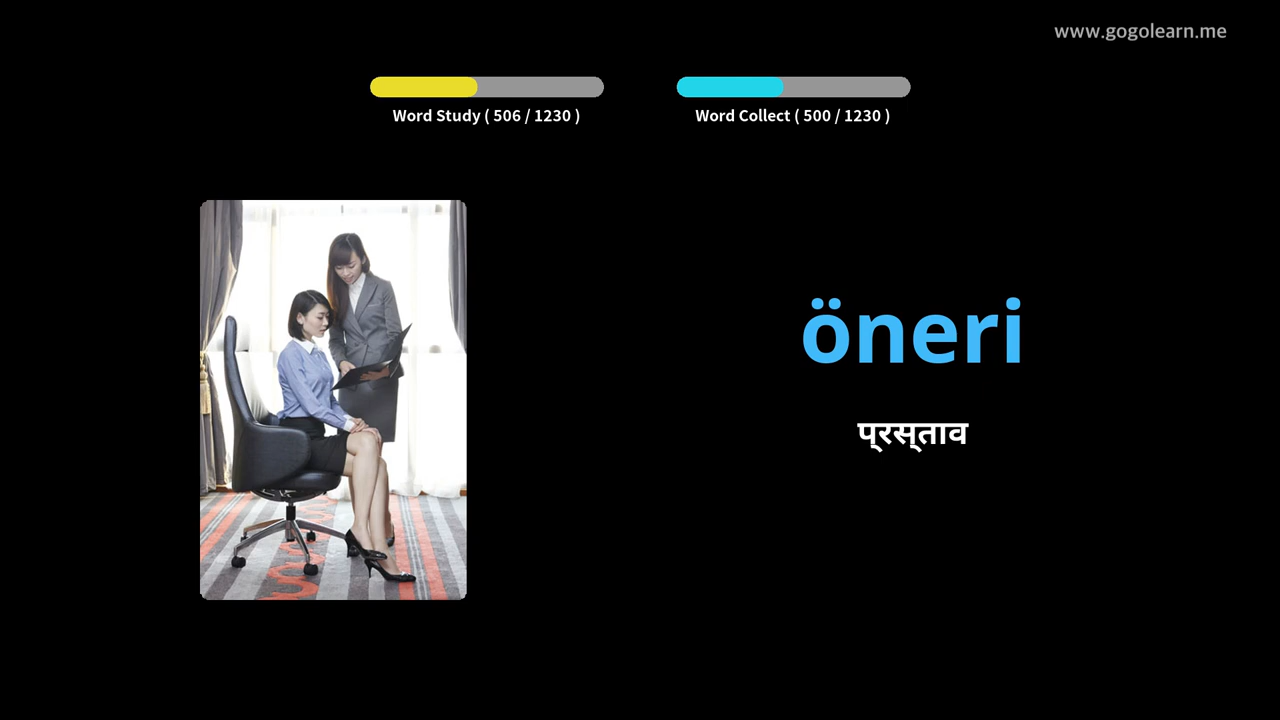 www.gogolearn.me
Word Study ( 506 / 1230 )
Word Collect ( 500 / 1230 )
öneri
प्रस्ताव